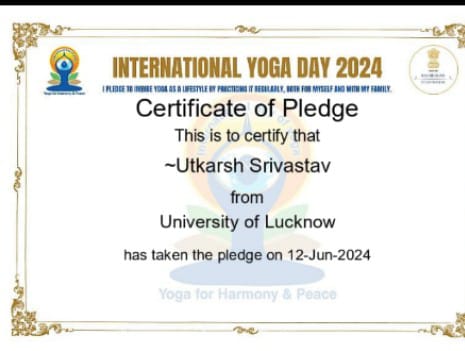 INTERNATIONAL YOGA DAY 2024
I PLEDGE TO IMBIBE YOGA AS A LIFESTYLE BY PRACTICING IT REGULARLY, BOTH FOR MYSELF AND WITH MY FAMILY.
Yoga for Harmony & Peace
Certificate of Pledge
This is to certify that
~Utkarsh Srivastav
from
University of Lucknow
has taken the pledge on 12-Jun-2024
Yoga for Harmony & Peace